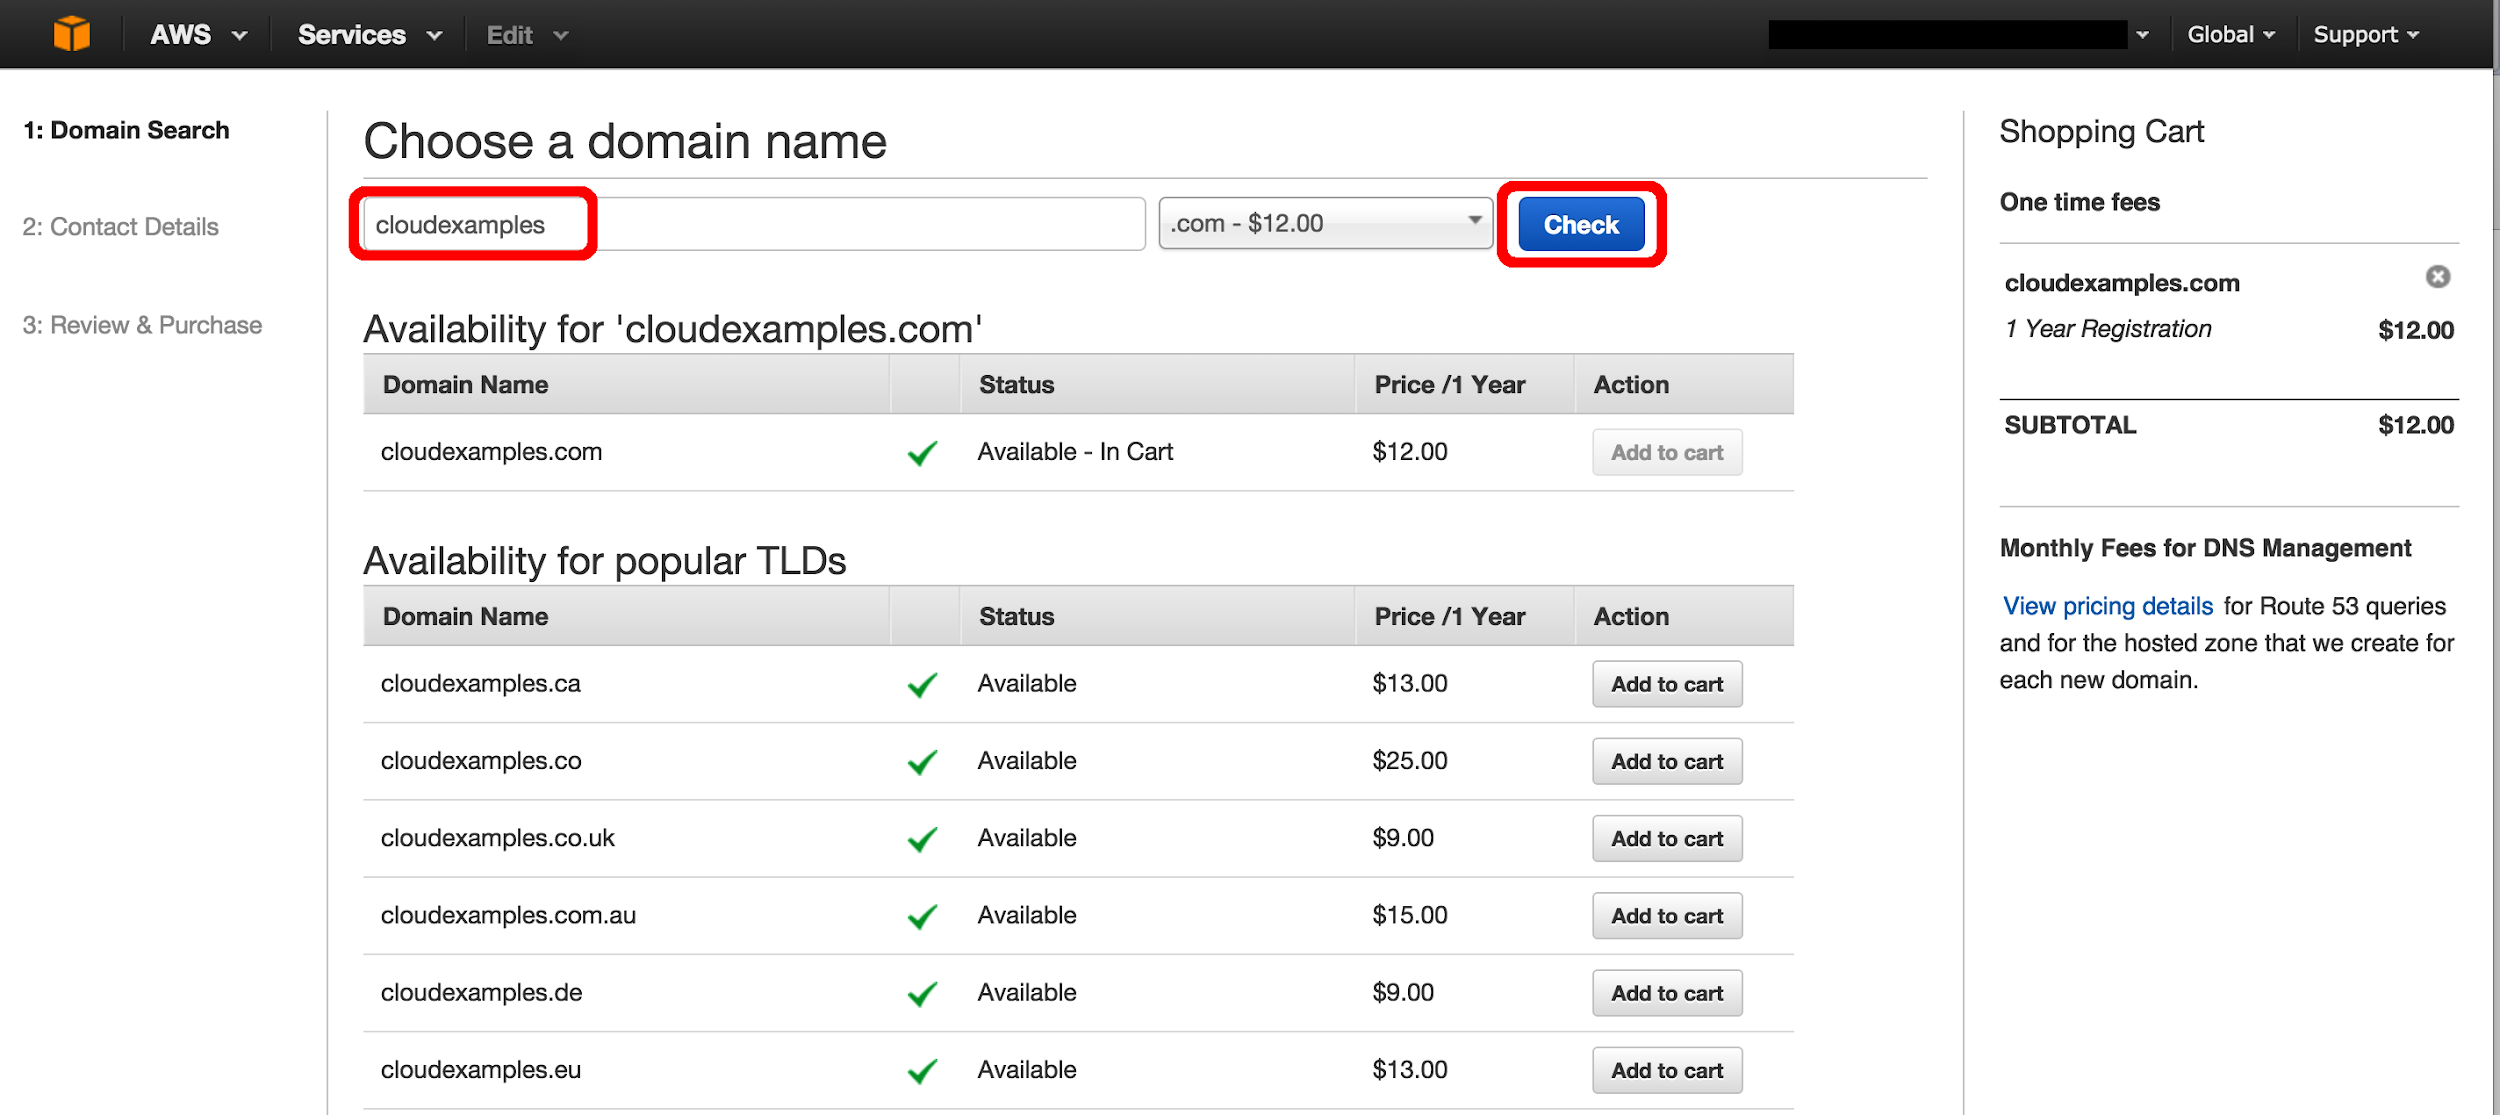 AWS Services Edit Global Support
1: Domain Search
2: Contact Details
3: Review & Purchase
Choose a domain name
cloudexamples .com - $12.00 Check
Availability for 'cloudexamples.com'
Domain Name Status Price /1 Year Action
cloudexamples.com Available - In Cart $12.00 Add to cart
Availability for popular TLDs
Domain Name Status Price /1 Year Action
cloudexamples.ca Available $13.00 Add to cart
cloudexamples.co Available $25.00 Add to cart
cloudexamples.co.uk Available $9.00 Add to cart
cloudexamples.com.au Available $15.00 Add to cart
cloudexamples.de Available $9.00 Add to cart
cloudexamples.eu Available $13.00 Add to cart
Shopping Cart
One time fees
cloudexamples.com
1 Year Registration $12.00
SUBTOTAL $12.00
Monthly Fees for DNS Management
View pricing details for Route 53 queries
and for the hosted zone that we create for
each new domain.